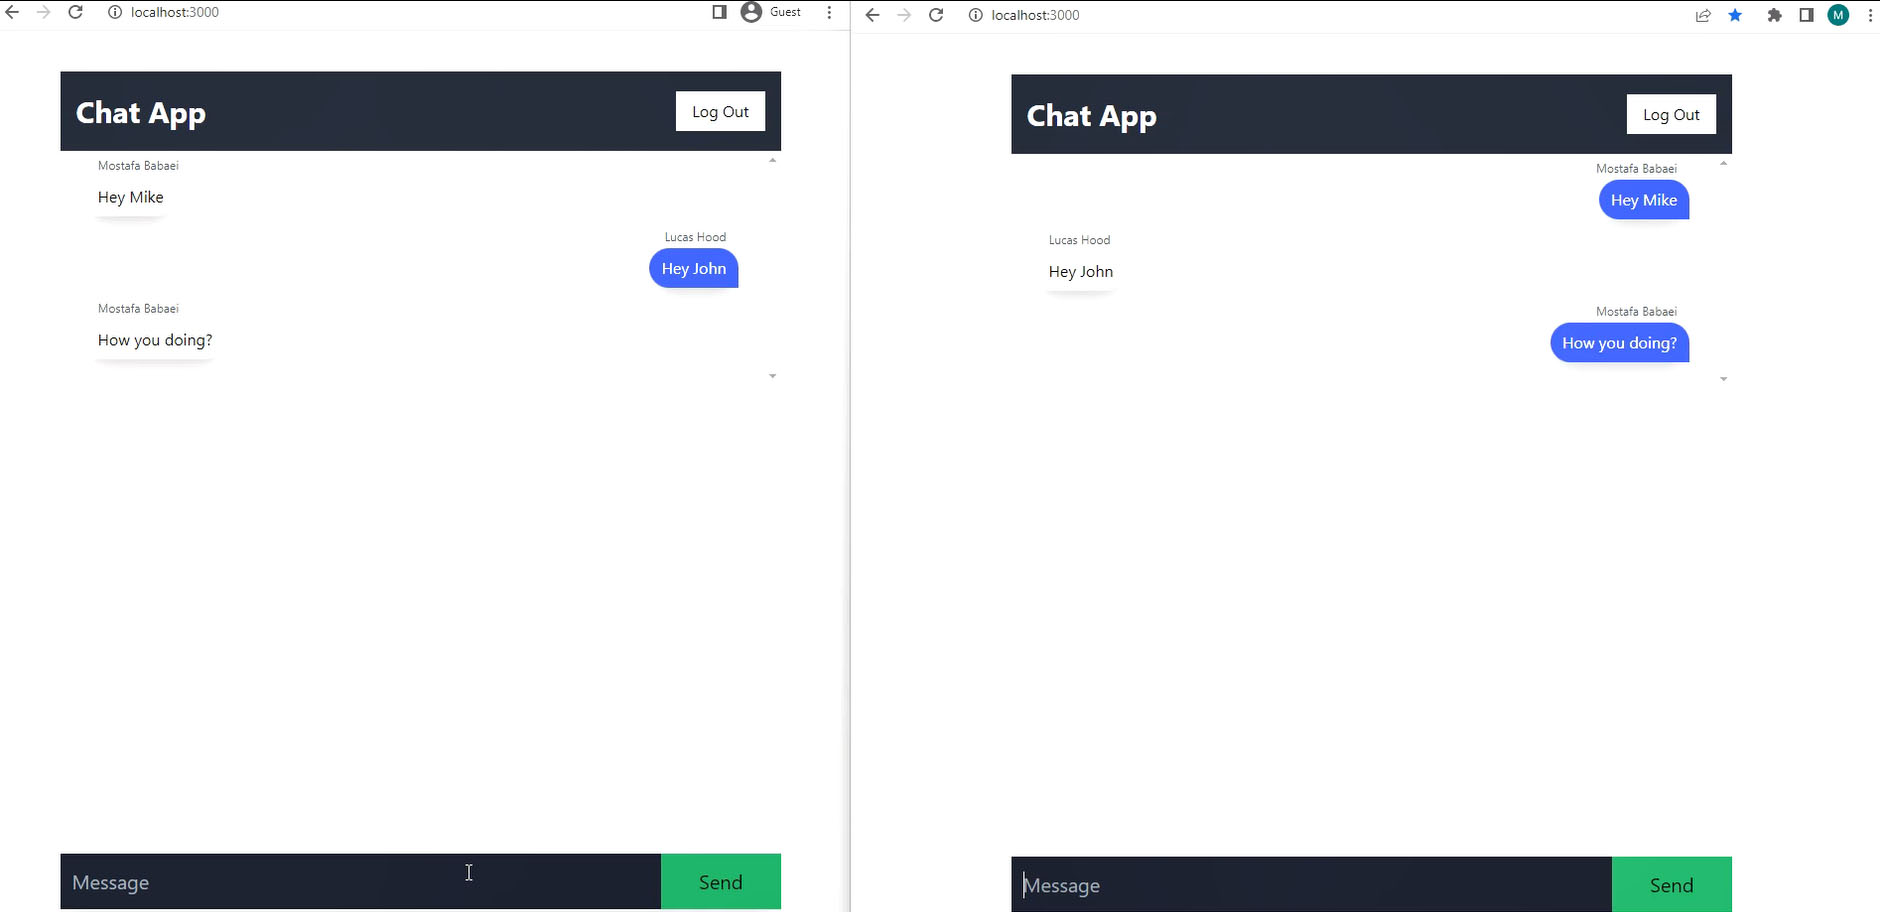 localhost:3000
Guest
Chat App
Log Out
Mostafa Babaei
Hey Mike
Lucas Hood
Hey John
Mostafa Babaei
How you doing?
Message
Send
localhost:3000
M
Chat App
Log Out
Mostafa Babaei
Hey Mike
Lucas Hood
Hey John
Mostafa Babaei
How you doing?
Message
Send